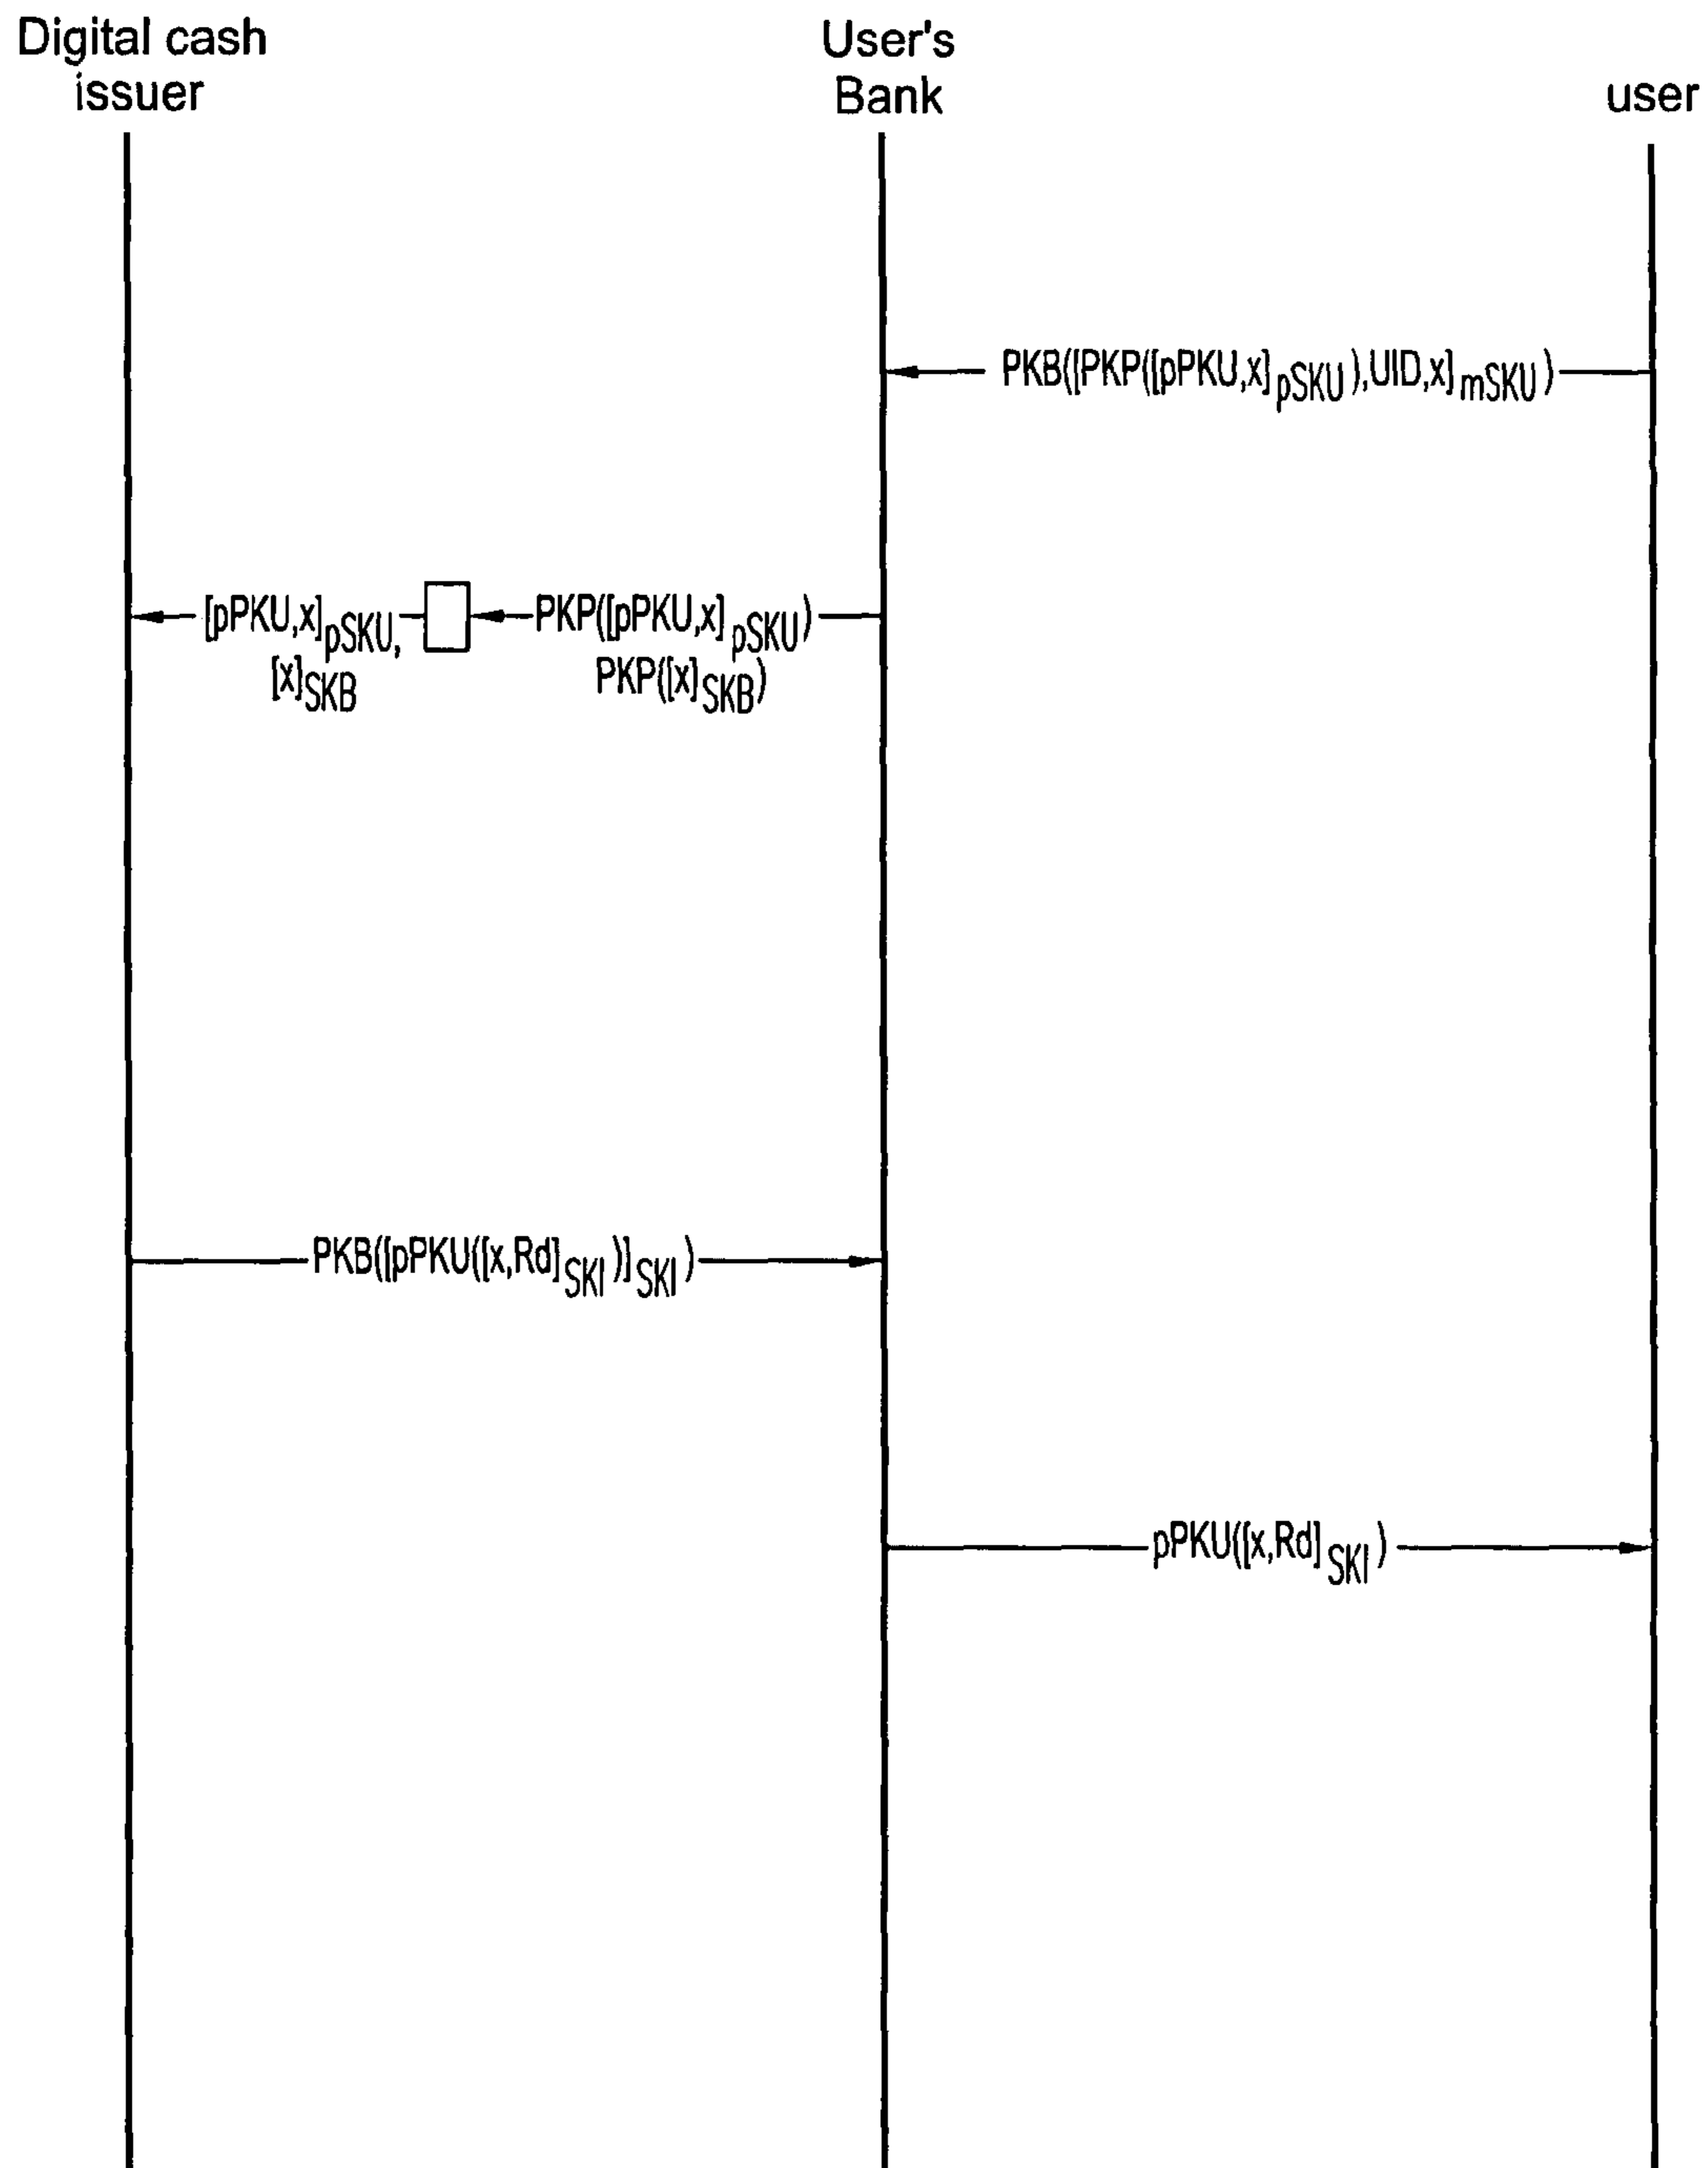 Digital cash
issuer
User's
Bank
user
PKB([PKP([pPKU,x]pSKU),UID,x]mSKU)
[pPKU,x]pSKU,
[x]SKB
PKP([pPKU,x]pSKU)
PKP([x]SKB)
PKB([pPKU([x,Rd]SKI)]SKI)
pPKU([x,Rd]SKI)